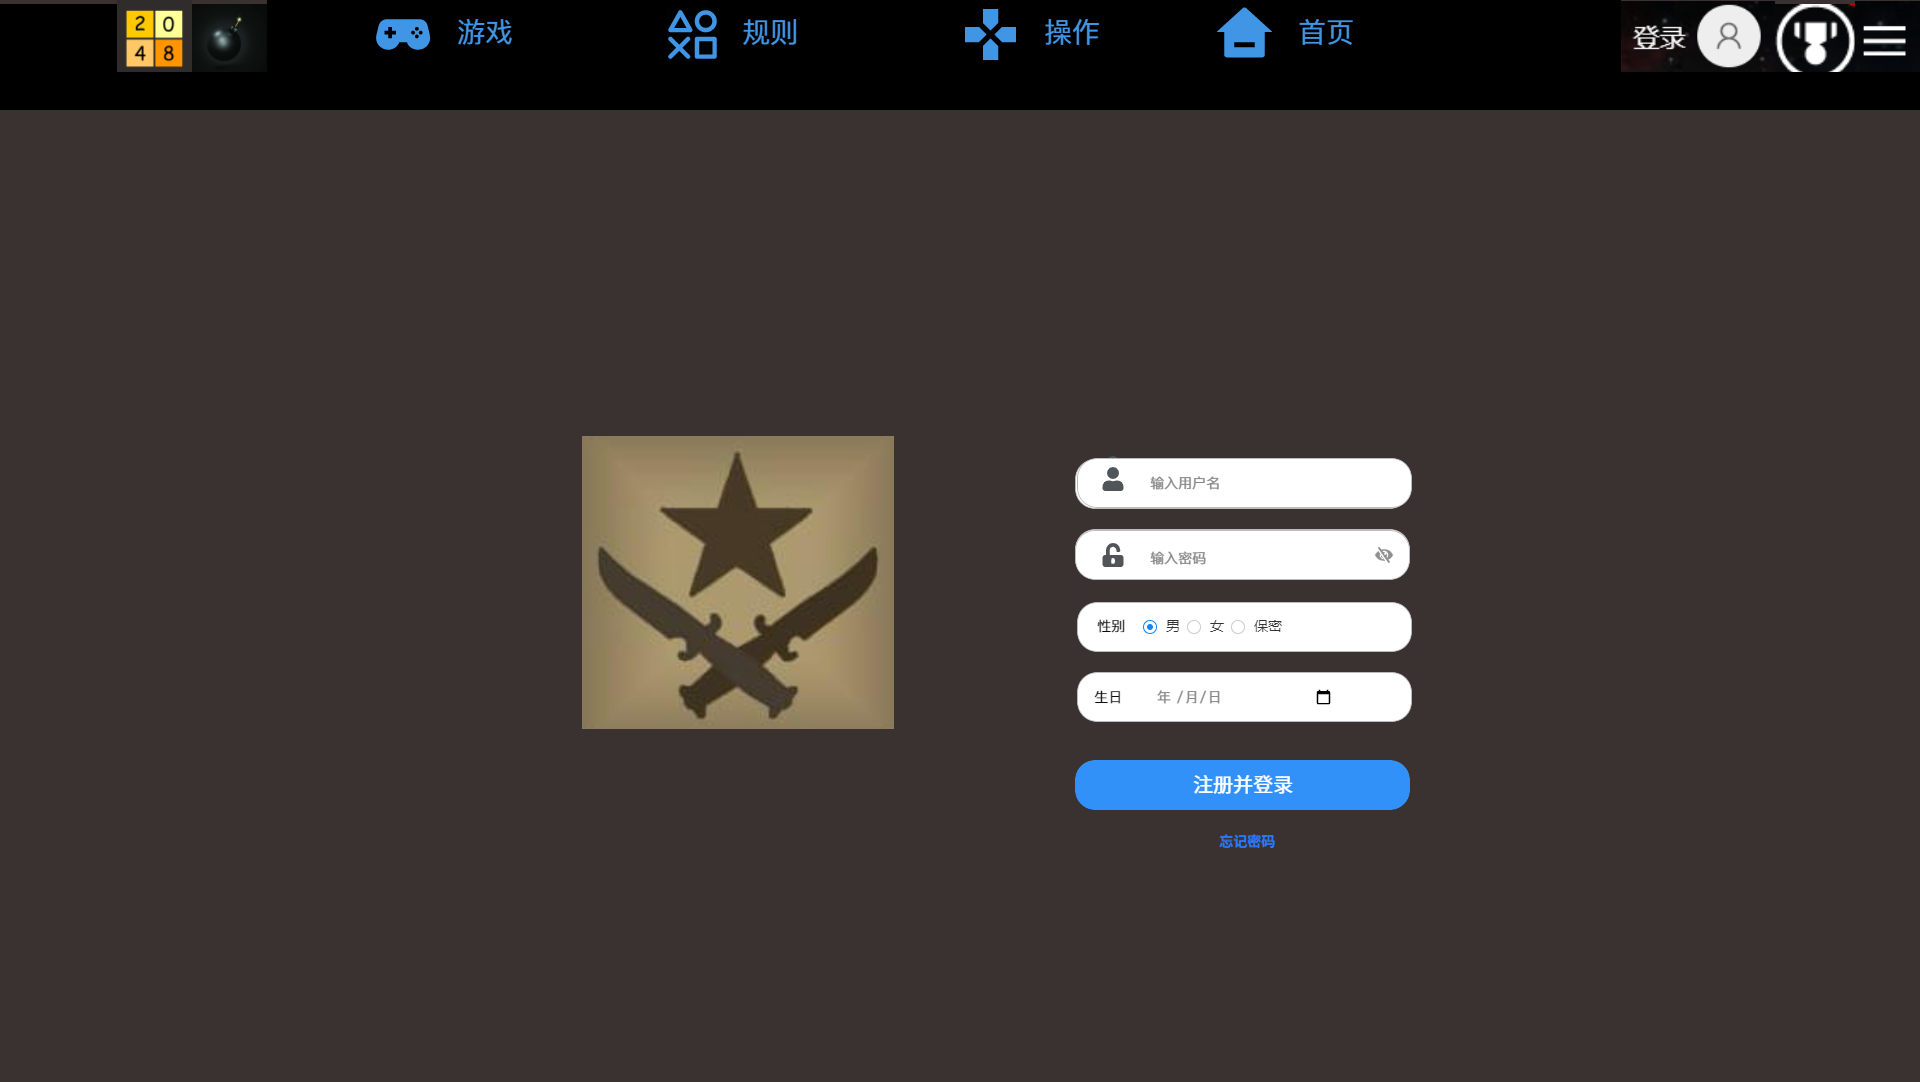 2 0
4 8
游戏
规则
操作
首页
登录
输入用户名
输入密码
性别 男 女 保密
生日 年 /月/日
注册并登录
忘记密码